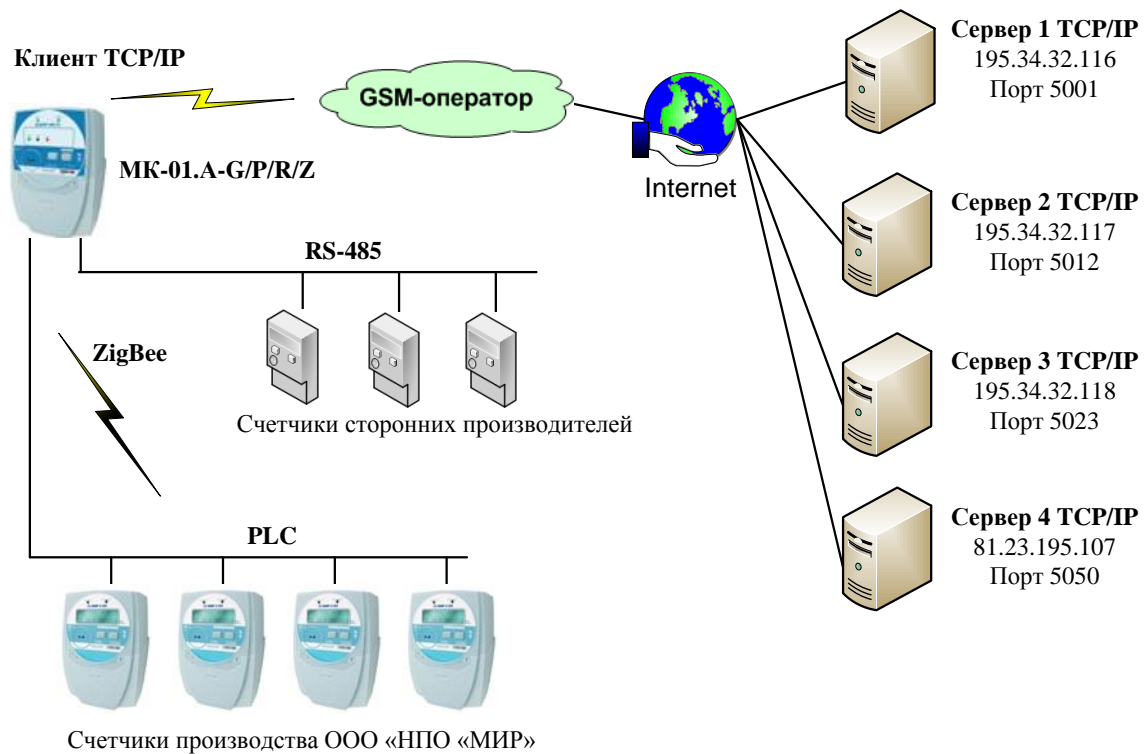 Клиент TCP/IP
GSM-оператор
МК-01.A-G/P/R/Z
Internet
RS-485
ZigBee
Счетчики сторонних производителей
PLC
Счетчики производства ООО «НПО «МИР»
Сервер 1 TCP/IP
195.34.32.116
Порт 5001
Сервер 2 TCP/IP
195.34.32.117
Порт 5012
Сервер 3 TCP/IP
195.34.32.118
Порт 5023
Сервер 4 TCP/IP
81.23.195.107
Порт 5050